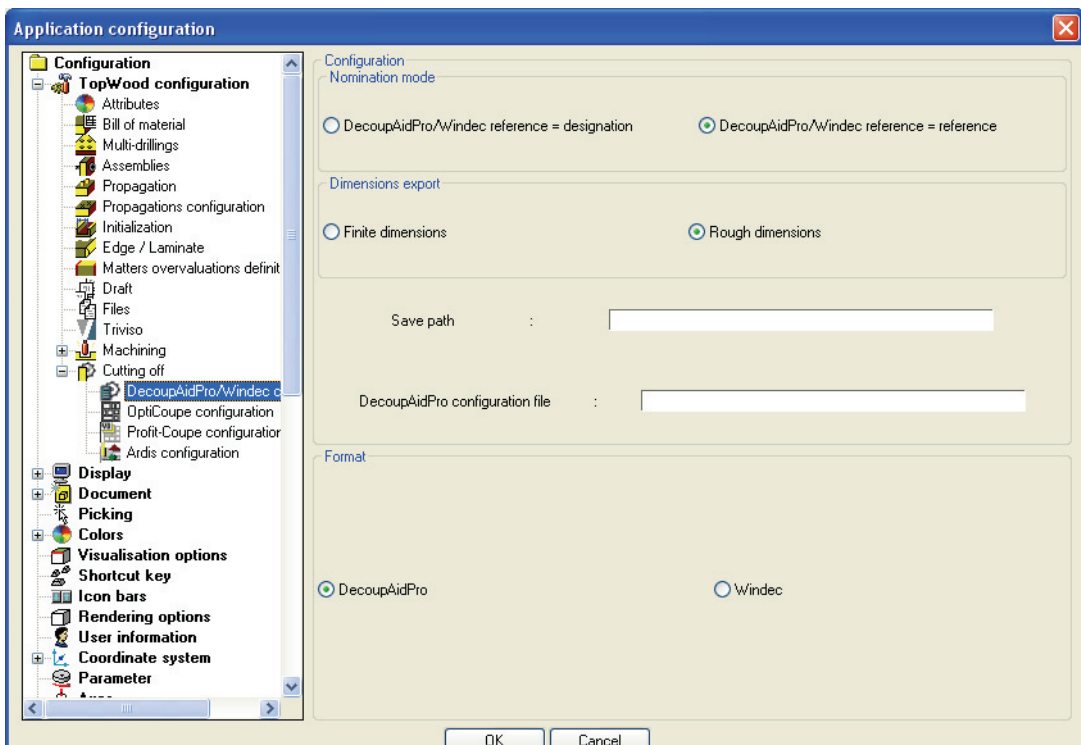 Application configuration
Configuration
TopWood configuration
Attributes
Bill of material
Multi-drillings
Assemblies
Propagation
Propagations configuration
Initialization
Edge / Laminate
Matters overvaluations definit
Draft
Files
Triviso
Machining
Cutting off
DecoupAidPro/Windec c
OptiCoupe configuration
Profit-Coupe configuration
Ardis configuration
Display
Document
Picking
Colors
Visualisation options
Shortcut key
Icon bars
Rendering options
User information
Coordinate system
Parameter
Configuration
Nomination mode
DecoupAidPro/Windec reference = designation DecoupAidPro/Windec reference = reference
Dimensions export
Finite dimensions Rough dimensions
Save path :
DecoupAidPro configuration file :
Format
DecoupAidPro Windec
OK Cancel